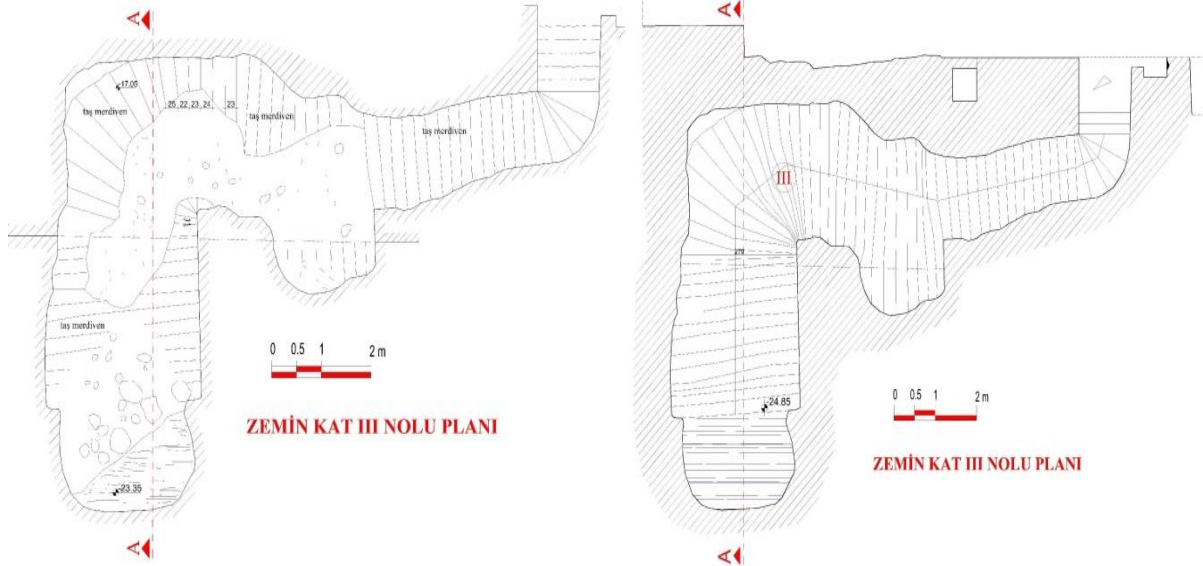 A
-17.05
taş merdiven
25 22 23 24 23
taş merdiven
taş merdiven
taş merdiven
-23.35
A
0 0.5 1 2 m
ZEMİN KAT III NOLU PLANI
A
III
270
-24.85
A
0 0.5 1 2 m
ZEMİN KAT III NOLU PLANI